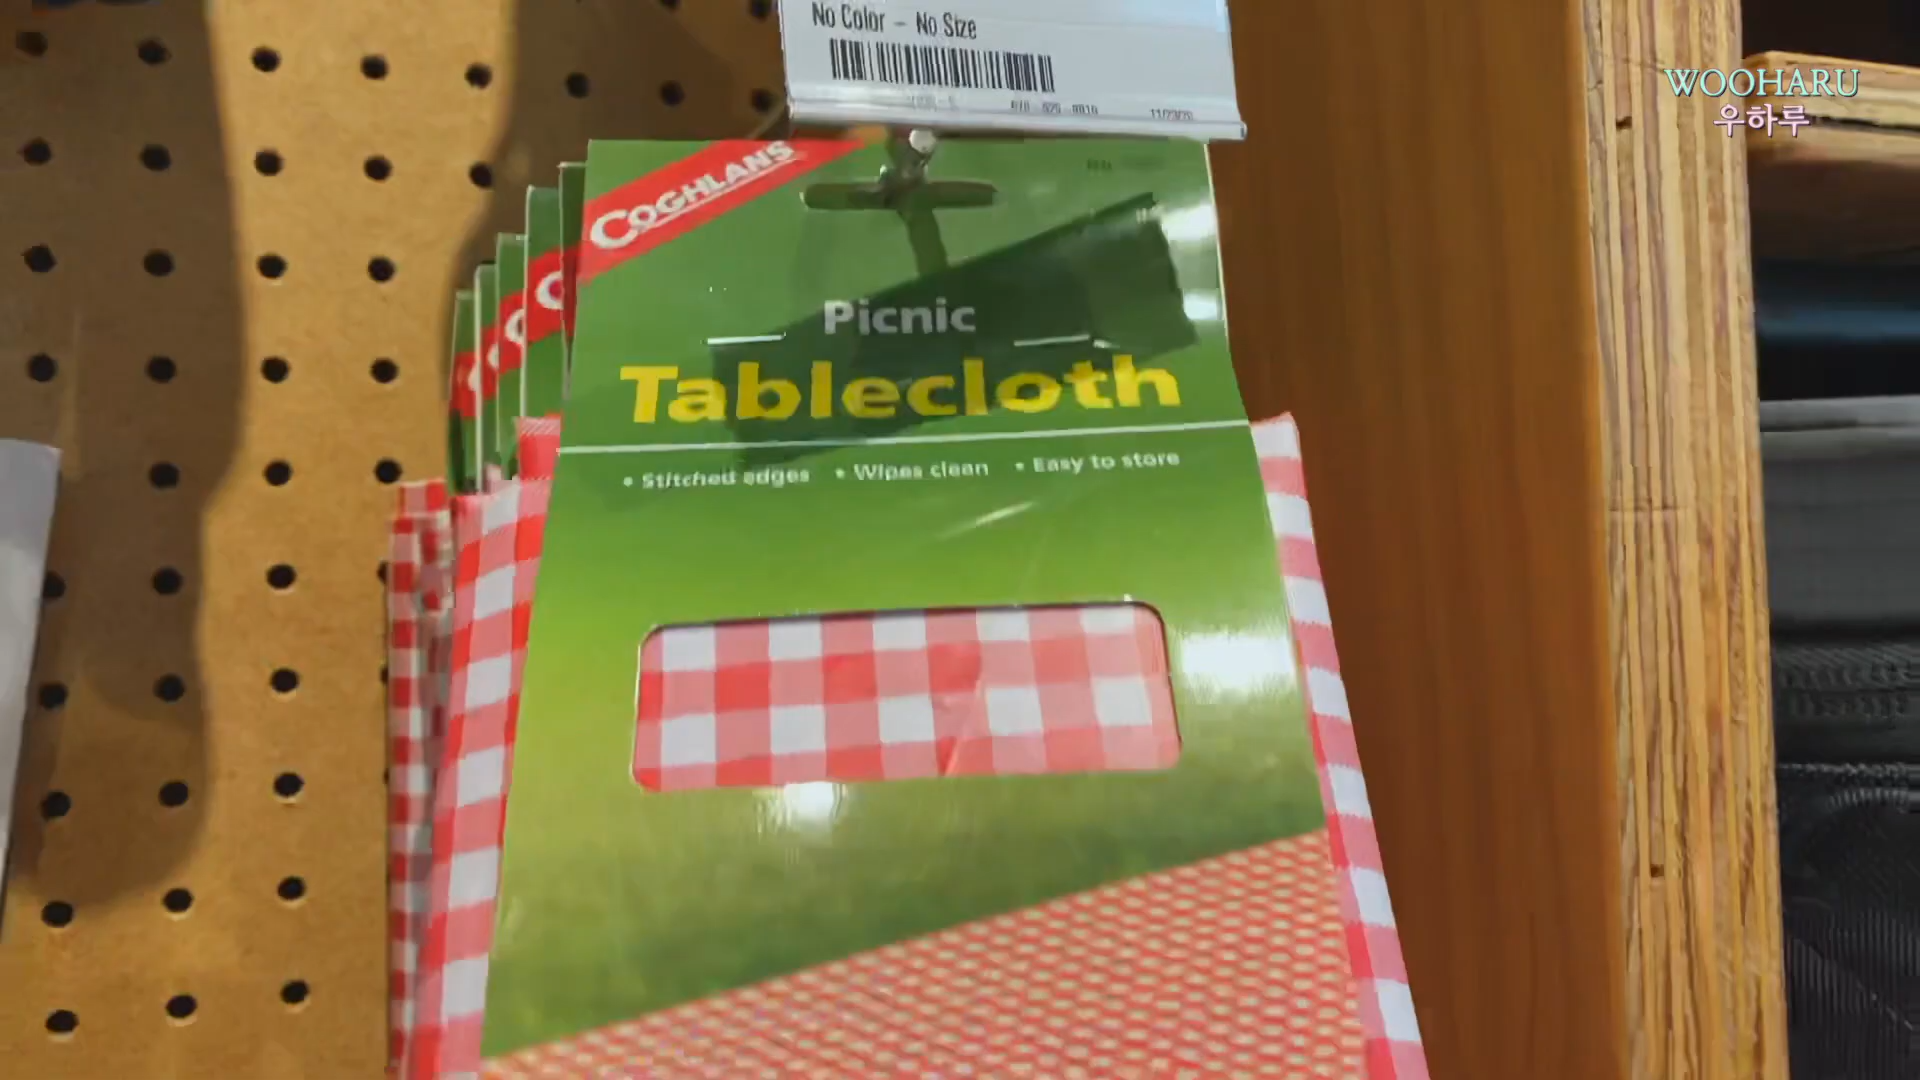 No Color – No Size
WOOHARU
우하루
COGHLANS
Picnic
Tablecloth
• Stitched edges • Wipes clean • Easy to store